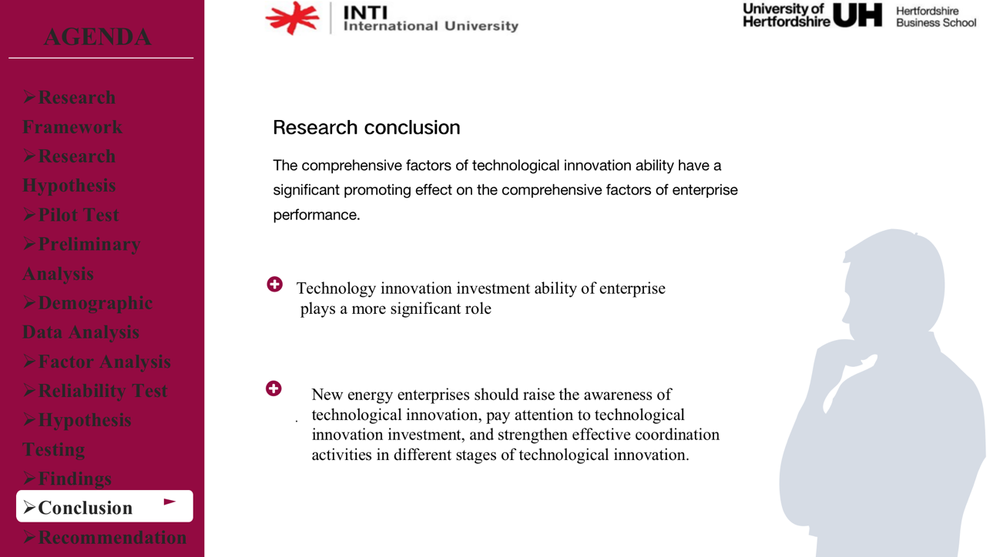 AGENDA
➢Research
Framework
➢Research
Hypothesis
➢Pilot Test
➢Preliminary
Analysis
➢Demographic
Data Analysis
➢Factor Analysis
➢Reliability Test
➢Hypothesis
Testing
➢Findings
➢Conclusion
➢Recommendation
INTI
International University
University of
Hertfordshire
UH
Hertfordshire
Business School
Research conclusion
The comprehensive factors of technological innovation ability have a
significant promoting effect on the comprehensive factors of enterprise
performance.
Technology innovation investment ability of enterprise
plays a more significant role
New energy enterprises should raise the awareness of
. technological innovation, pay attention to technological
innovation investment, and strengthen effective coordination
activities in different stages of technological innovation.